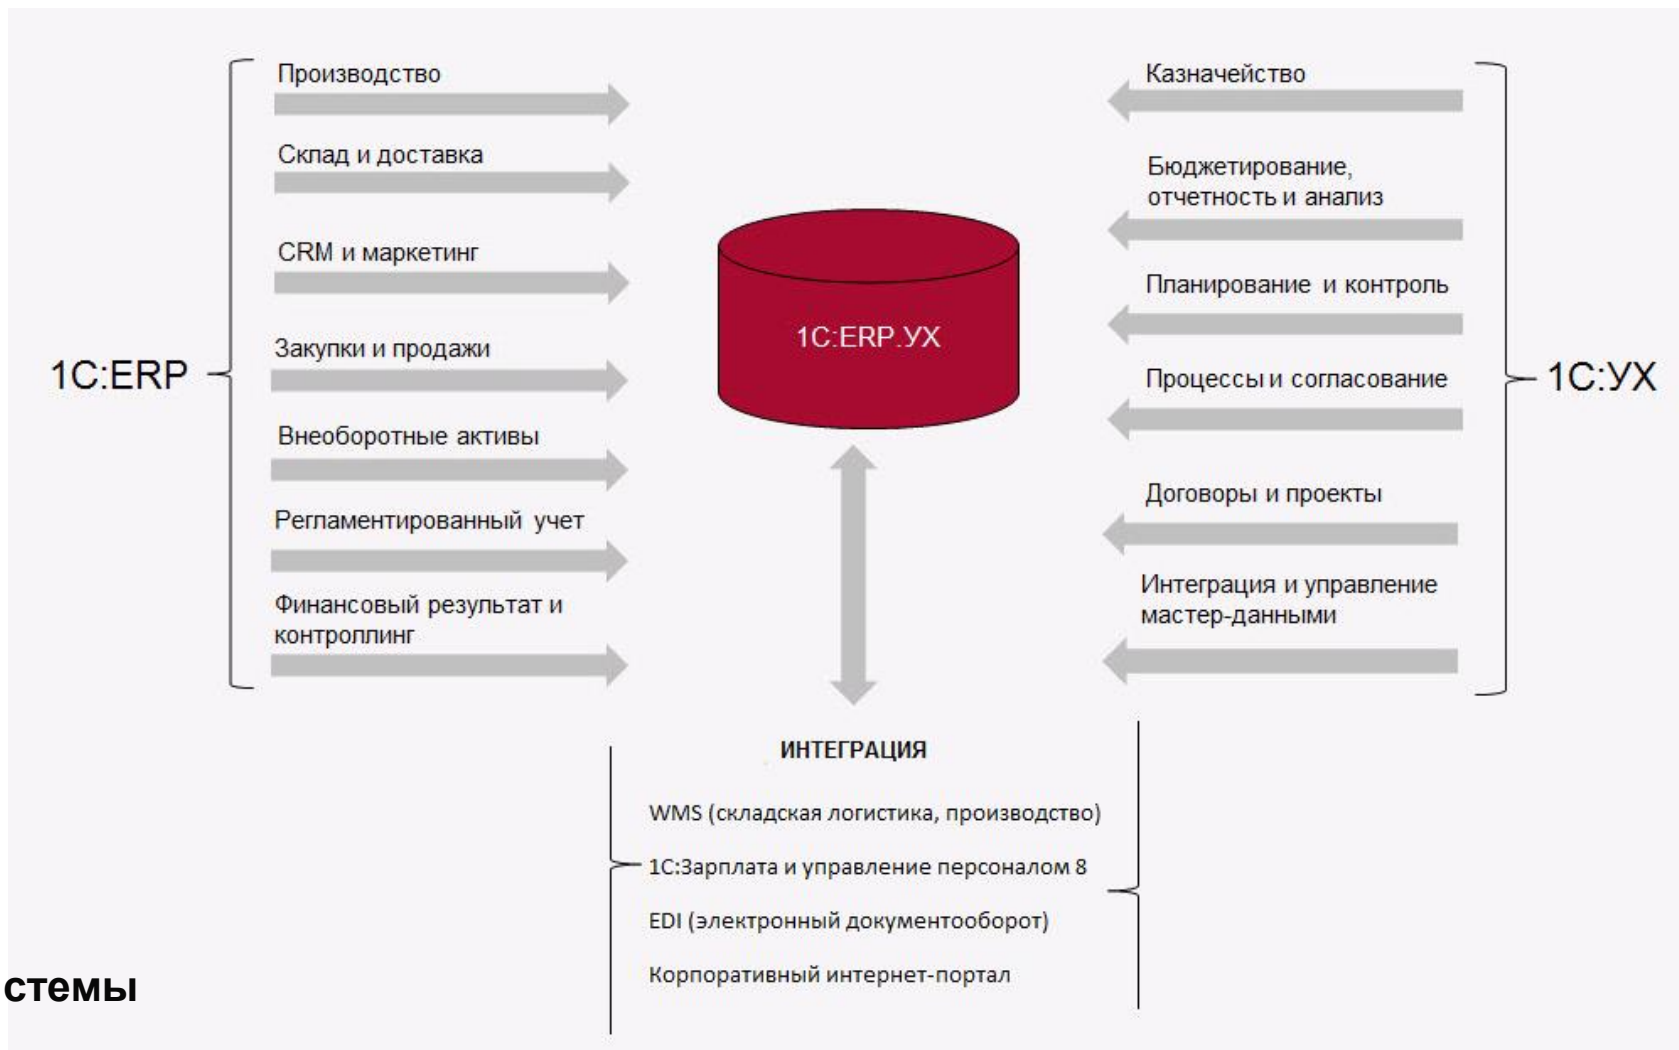 1С:ERP
Производство
Склад и доставка
CRM и маркетинг
Закупки и продажи
Внеоборотные активы
Регламентированный учет
Финансовый результат и
контроллинг
1С:ERP.УХ
Казначейство
Бюджетирование,
отчетность и анализ
Планирование и контроль
Процессы и согласование
Договоры и проекты
Интеграция и управление
мастер-данными
1С:УХ
ИНТЕГРАЦИЯ
WMS (складская логистика, производство)
1С:Зарплата и управление персоналом 8
EDI (электронный документооборот)
Корпоративный интернет-портал
стемы